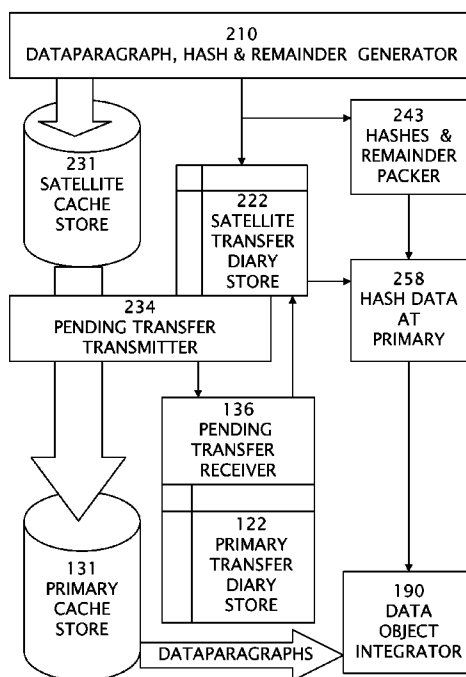 210
DATAPARAGRAPH, HASH & REMAINDER GENERATOR
231
SATELLITE
CACHE
STORE
222
SATELLITE
TRANSFER
DIARY
STORE
243
HASHES &
REMAINDER
PACKER
234
PENDING TRANSFER
TRANSMITTER
258
HASH DATA
AT
PRIMARY
136
PENDING
TRANSFER
RECEIVER
122
PRIMARY
TRANSFER
DIARY
STORE
131
PRIMARY
CACHE
STORE
190
DATA
OBJECT
INTEGRATOR
DATAPARAGRAPHS